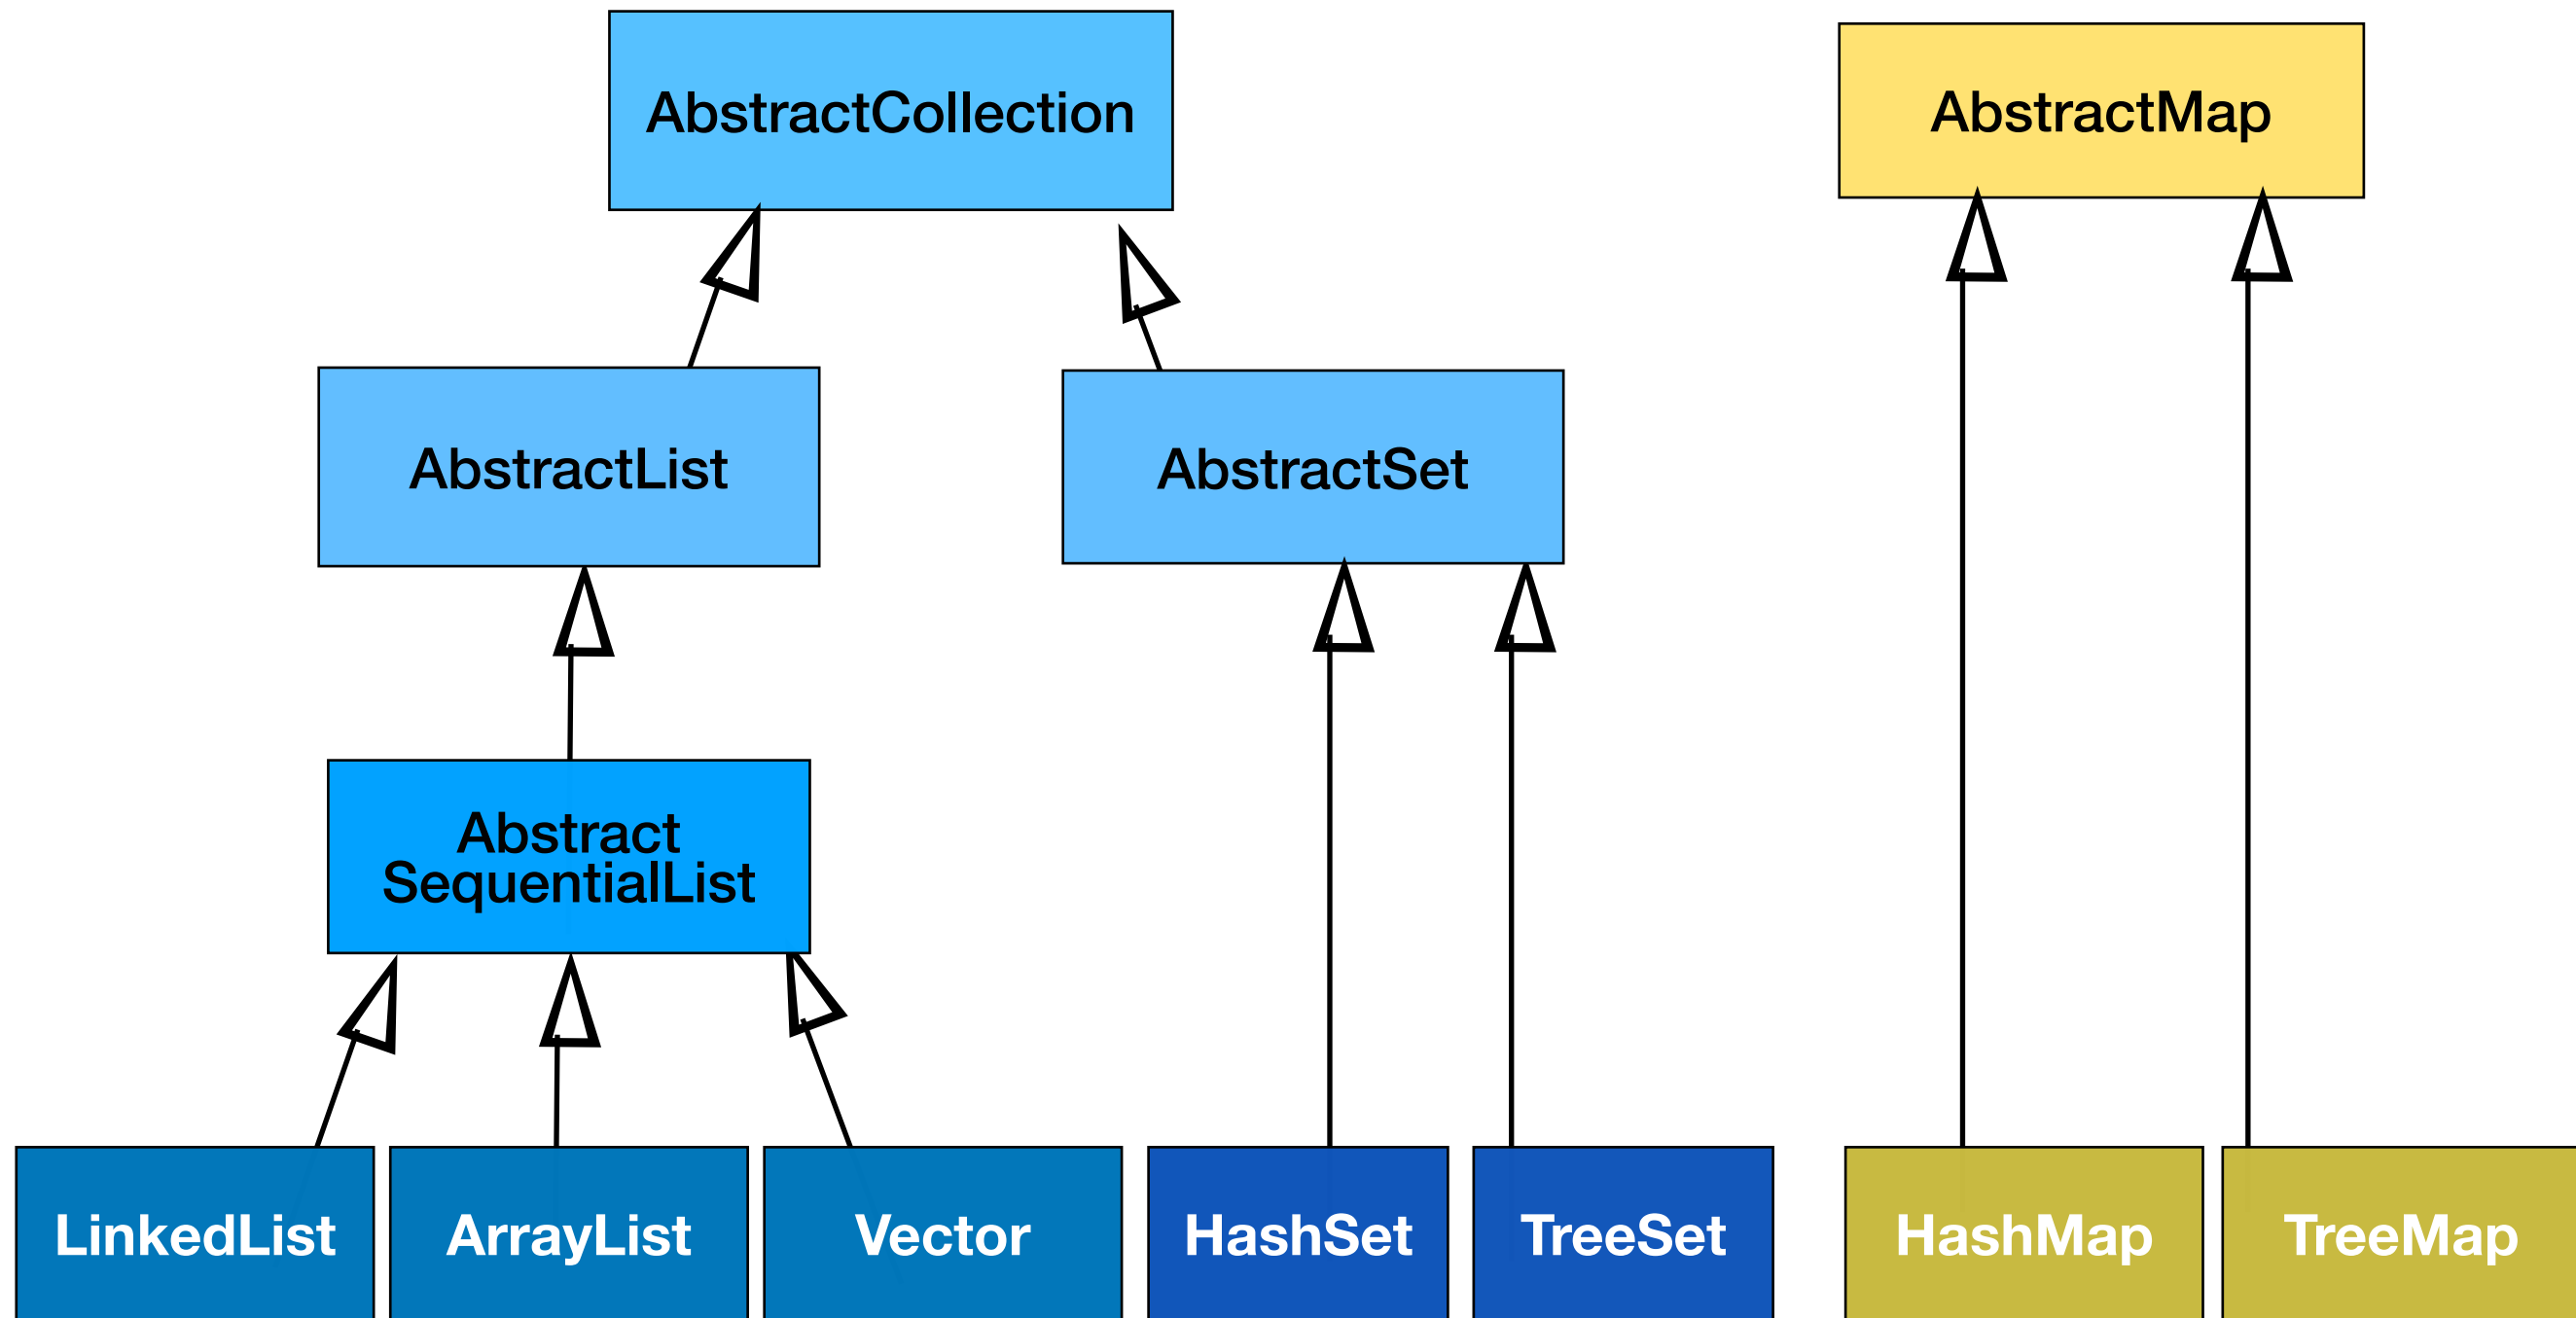 AbstractCollection
AbstractMap
AbstractList
AbstractSet
Abstract
SequentialList
LinkedList
ArrayList
Vector
HashSet
TreeSet
HashMap
TreeMap